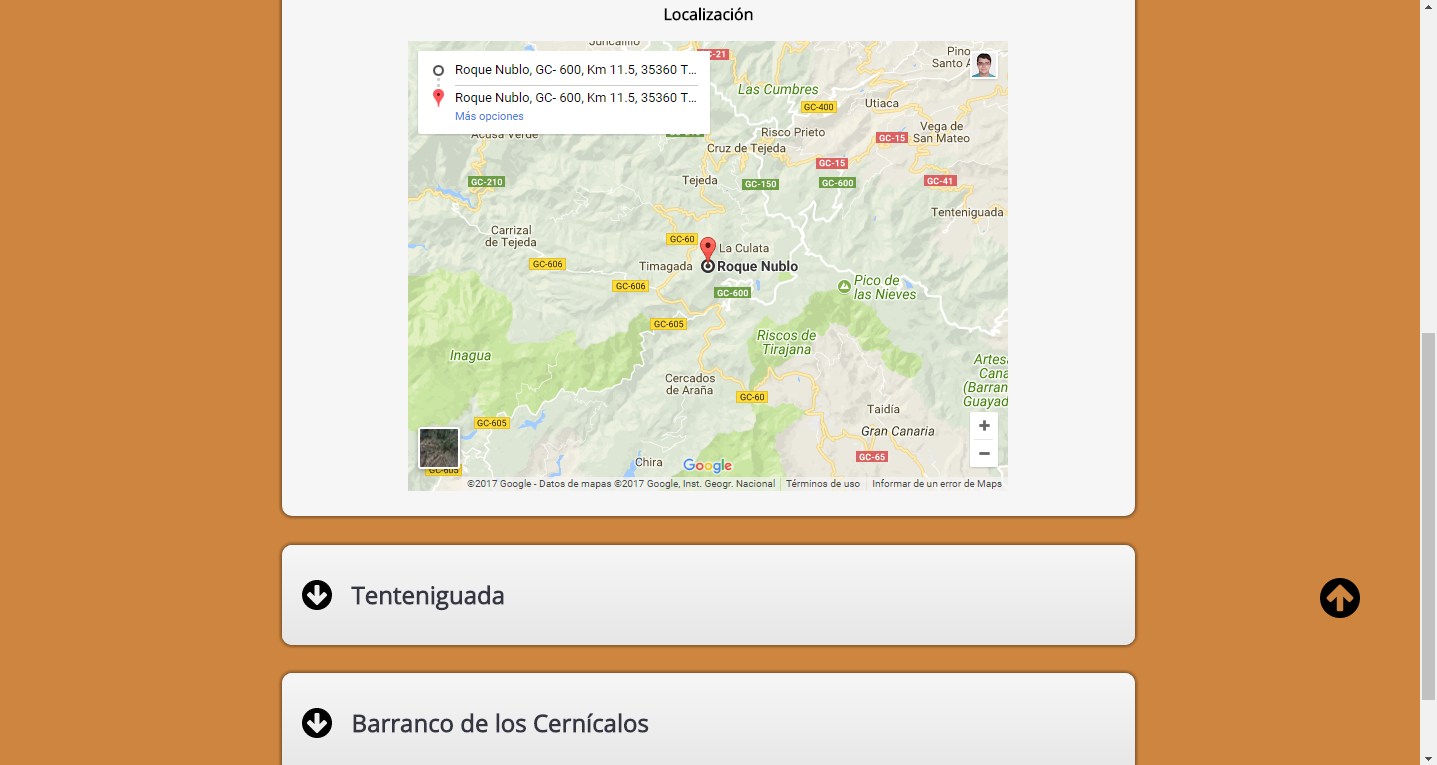 Localización
Juncalillo
Roque Nublo, GC- 600, Km 11.5, 35360 T...
Roque Nublo, GC- 600, Km 11.5, 35360 T...
Más opciones
C-21
Pino
Santo A
Las Cumbres
GC-400
Utiaca
Vega de
San Mateo
Risco Prieto
GC-15
Acusa Verde
Cruz de Tejeda
GC-15
GC-210
Tejeda
GC-150
GC-600
GC-41
Tenteniguada
Carrizal
de Tejeda
GC-60
La Culata
GC-606
Timagada
Roque Nublo
GC-606
GC-600
Pico de
las Nieves
GC-605
Riscos de
Tirajana
Inagua
Cercados
de Araña
GC-60
Artes
Cana
(Barran
Guayad
Taidía
GC-605
Gran Canaria
GC-65
GC-605
Chira
Google
©2017 Google - Datos de mapas ©2017 Google, Inst. Geogr. Nacional
Términos de uso
Informar de un error de Maps
Tenteniguada
Barranco de los Cernícalos